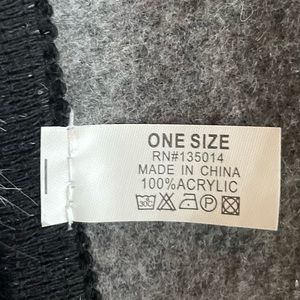 ONE SIZE
RN#135014
MADE IN CHINA
100%ACRYLIC